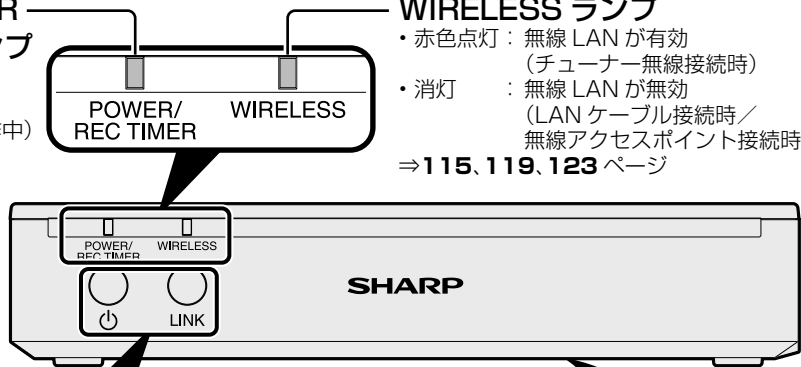 R
プ
中)
POWER/
REC TIMER
WIRELESS
WIRELESS ランプ
・赤色点灯：無線 LAN が有効
（チューナー無線接続時）
・消灯　　：無線 LAN が無効
（LAN ケーブル接続時／
無線アクセスポイント接続時
⇒115、119、123 ページ
POWER/
REC TIMER
WIRELESS
LINK
SHARP